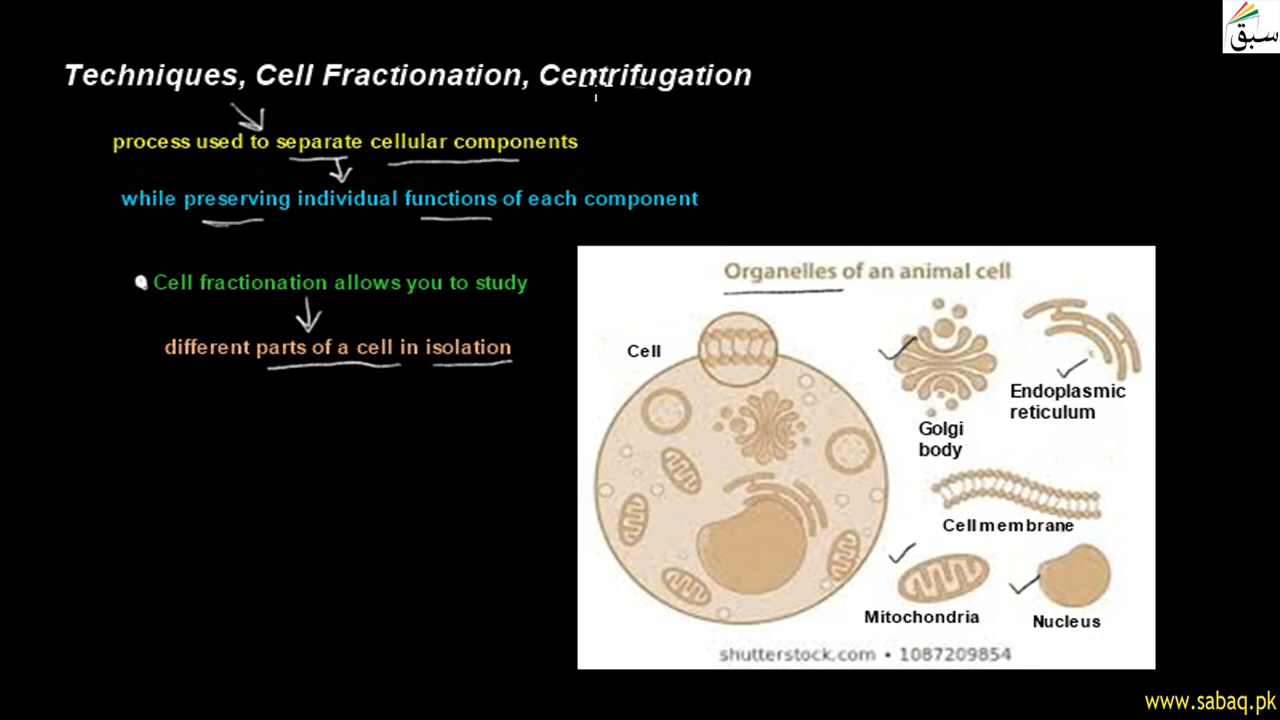 سبق
Techniques, Cell Fractionation, Centrifugation
process used to separate cellular components
while preserving individual functions of each component
Cell fractionation allows you to study
different parts of a cell in isolation
Organelles of an animal cell
Cell
Endoplasmic
reticulum
Golgi
body
Cell membrane
Mitochondria
Nucleus
shutterstock.com • 1087209854
www.sabaq.pk